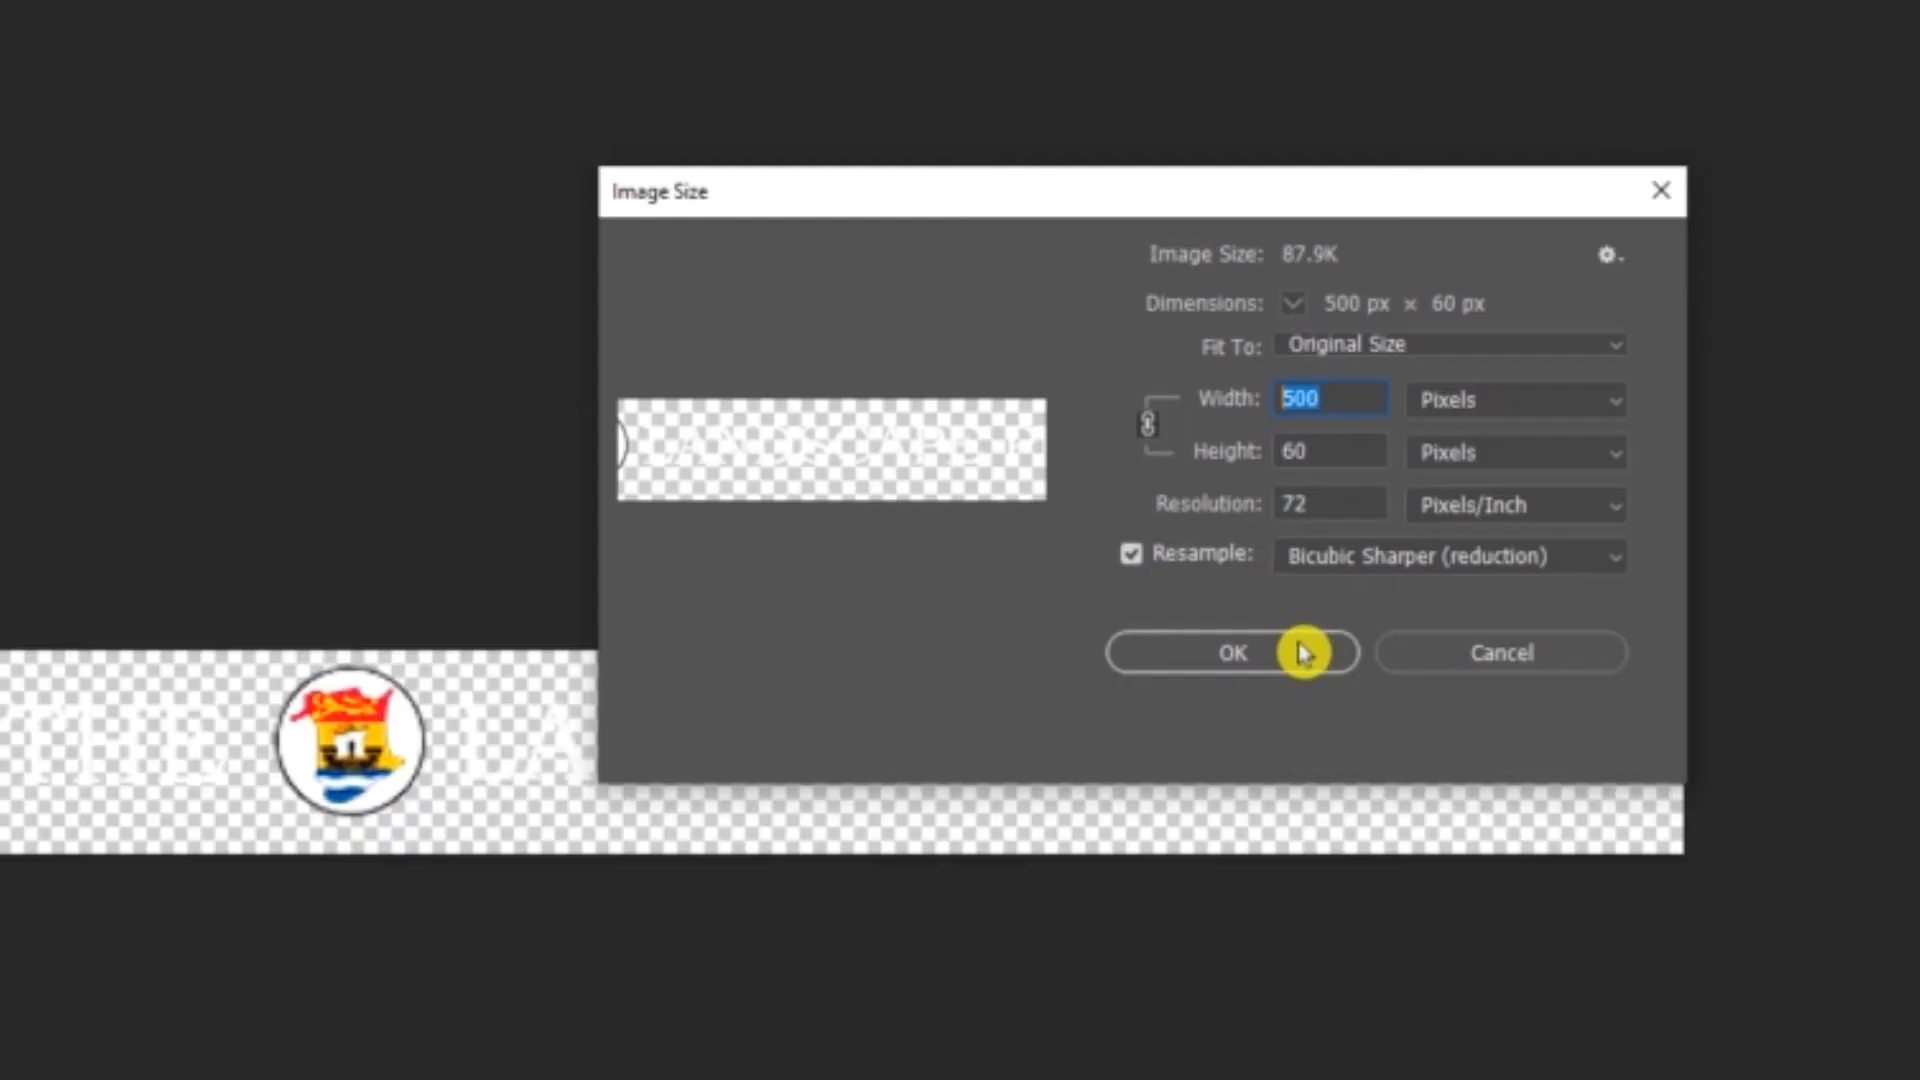 Image Size
Image Size: 87.9K
Dimensions: 500 px × 60 px
Fit To: Original Size
Width: 500 Pixels
Height: 60 Pixels
Resolution: 72 Pixels/Inch
Resample: Bicubic Sharper (reduction)
OK Cancel
LANDSCAPE
THE LA